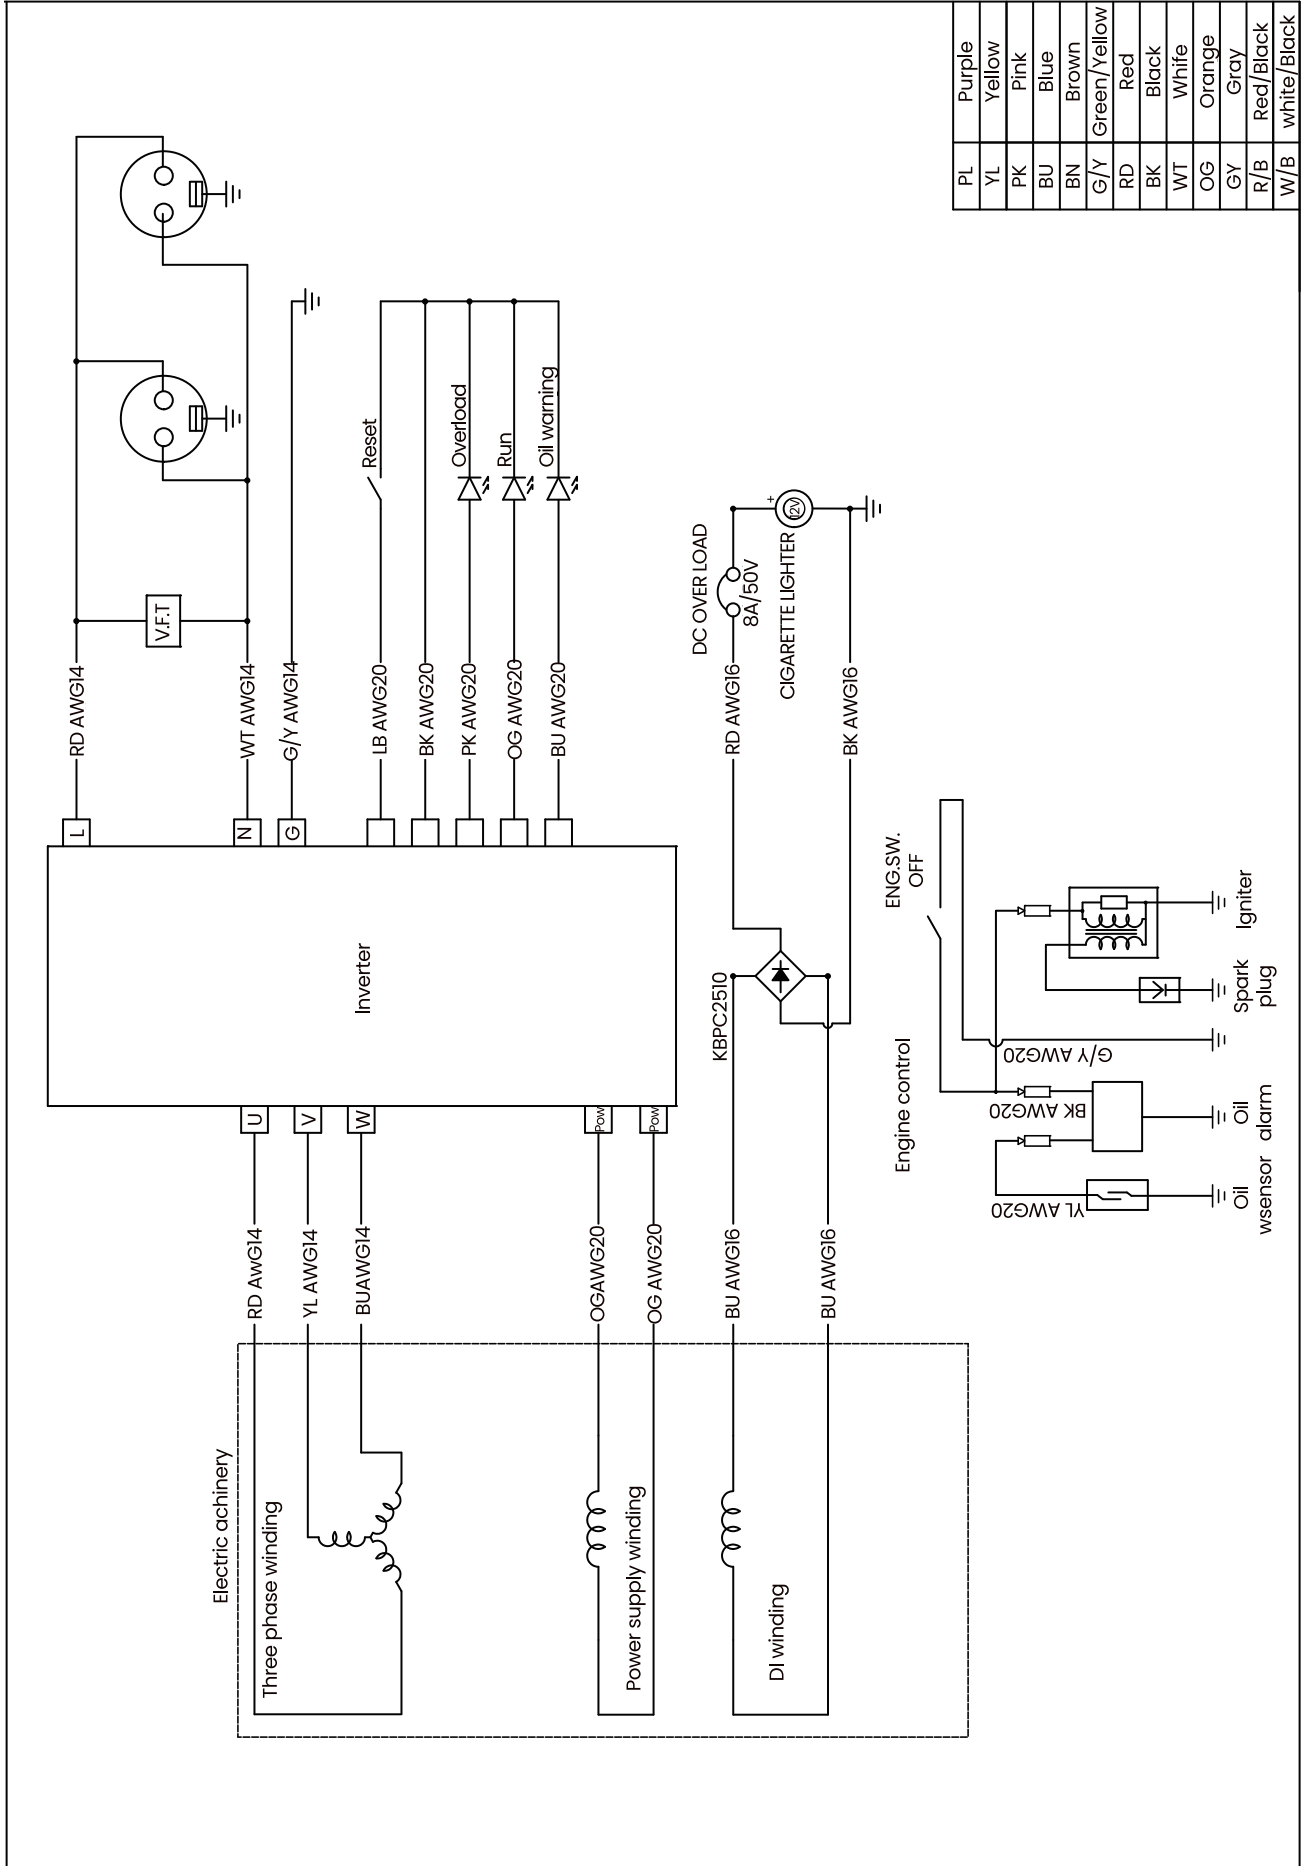 Electric achinery
Three phase winding
Power supply winding
DI winding
RD AwG14
YL AWG14
BUAWG14
OGAWG20
OG AWG20
BU AWG16
BU AWG16
U
V
W
Pow
Pow
Inverter
L
N
G
RD AWG14
WT AWG14
G/Y AWG14
LB AWG20
BK AWG20
PK AWG20
OG AWG20
BU AWG20
V.F.T
Reset
Overload
Run
Oil warning
KBPC2510
RD AWG16
BK AWG16
DC OVER LOAD
8A/50V
CIGARETTE LIGHTER
+
12V
Engine control
ENG.SW.
OFF
YL AWG20
BK AWG20
G/Y AWG20
Oil
wsensor
Oil
alarm
Spark
plug
Igniter
PL Purple
YL Yellow
PK Pink
BU Blue
BN Brown
G/Y Green/Yellow
RD Red
BK Black
WT Whife
OG Orange
GY Gray
R/B Red/Black
W/B white/Black